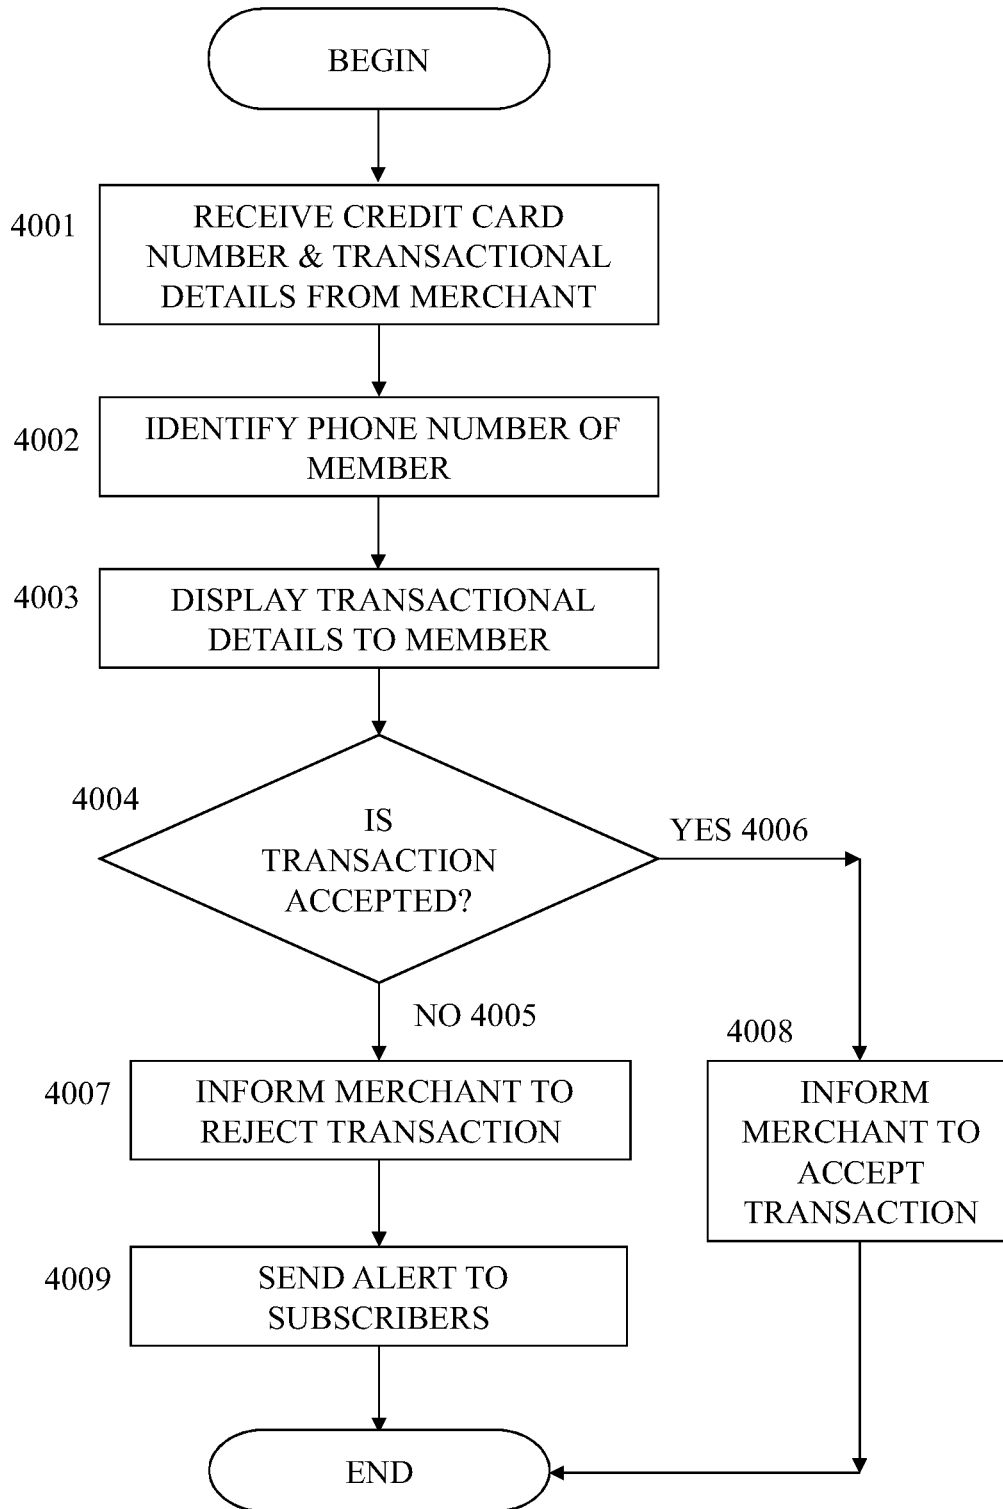 BEGIN
4001
RECEIVE CREDIT CARD
NUMBER & TRANSACTIONAL
DETAILS FROM MERCHANT
4002
IDENTIFY PHONE NUMBER OF
MEMBER
4003
DISPLAY TRANSACTIONAL
DETAILS TO MEMBER
4004
IS
TRANSACTION
ACCEPTED?
YES 4006
NO 4005
4007
INFORM MERCHANT TO
REJECT TRANSACTION
4008
INFORM
MERCHANT TO
ACCEPT
TRANSACTION
4009
SEND ALERT TO
SUBSCRIBERS
END